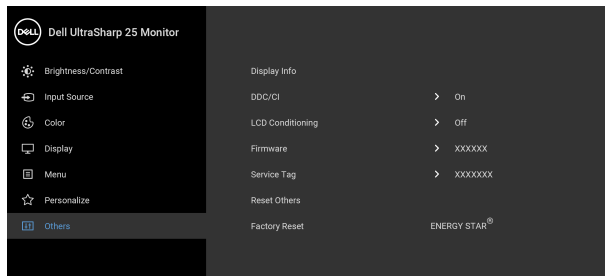 DELL Dell UltraSharp 25 Monitor
Brightness/Contrast
Input Source
Color
Display
Menu
Personalize
Others
Display Info
DDC/CI > On
LCD Conditioning > Off
Firmware > XXXXXX
Service Tag > XXXXXXX
Reset Others
Factory Reset ENERGY STAR®